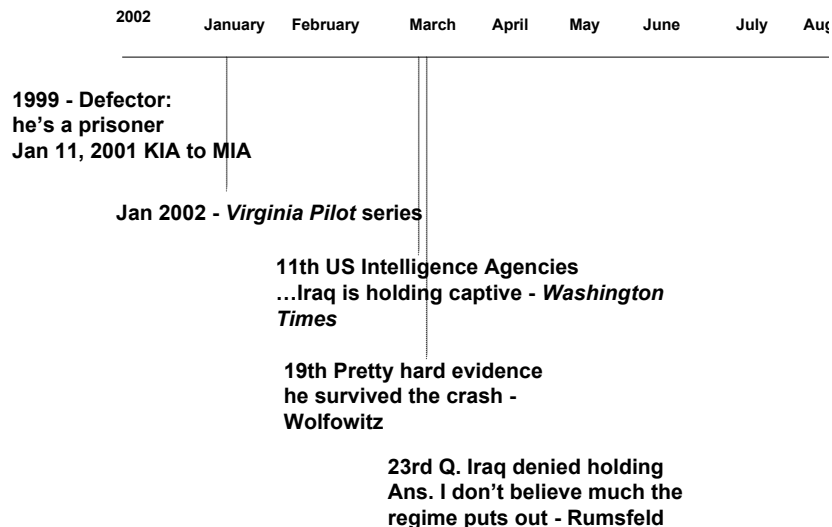 2002
January February March April May June July Aug
1999 - Defector:
he's a prisoner
Jan 11, 2001 KIA to MIA
Jan 2002 - Virginia Pilot series
11th US Intelligence Agencies
…Iraq is holding captive - Washington
Times
19th Pretty hard evidence
he survived the crash -
Wolfowitz
23rd Q. Iraq denied holding
Ans. I don't believe much the
regime puts out - Rumsfeld